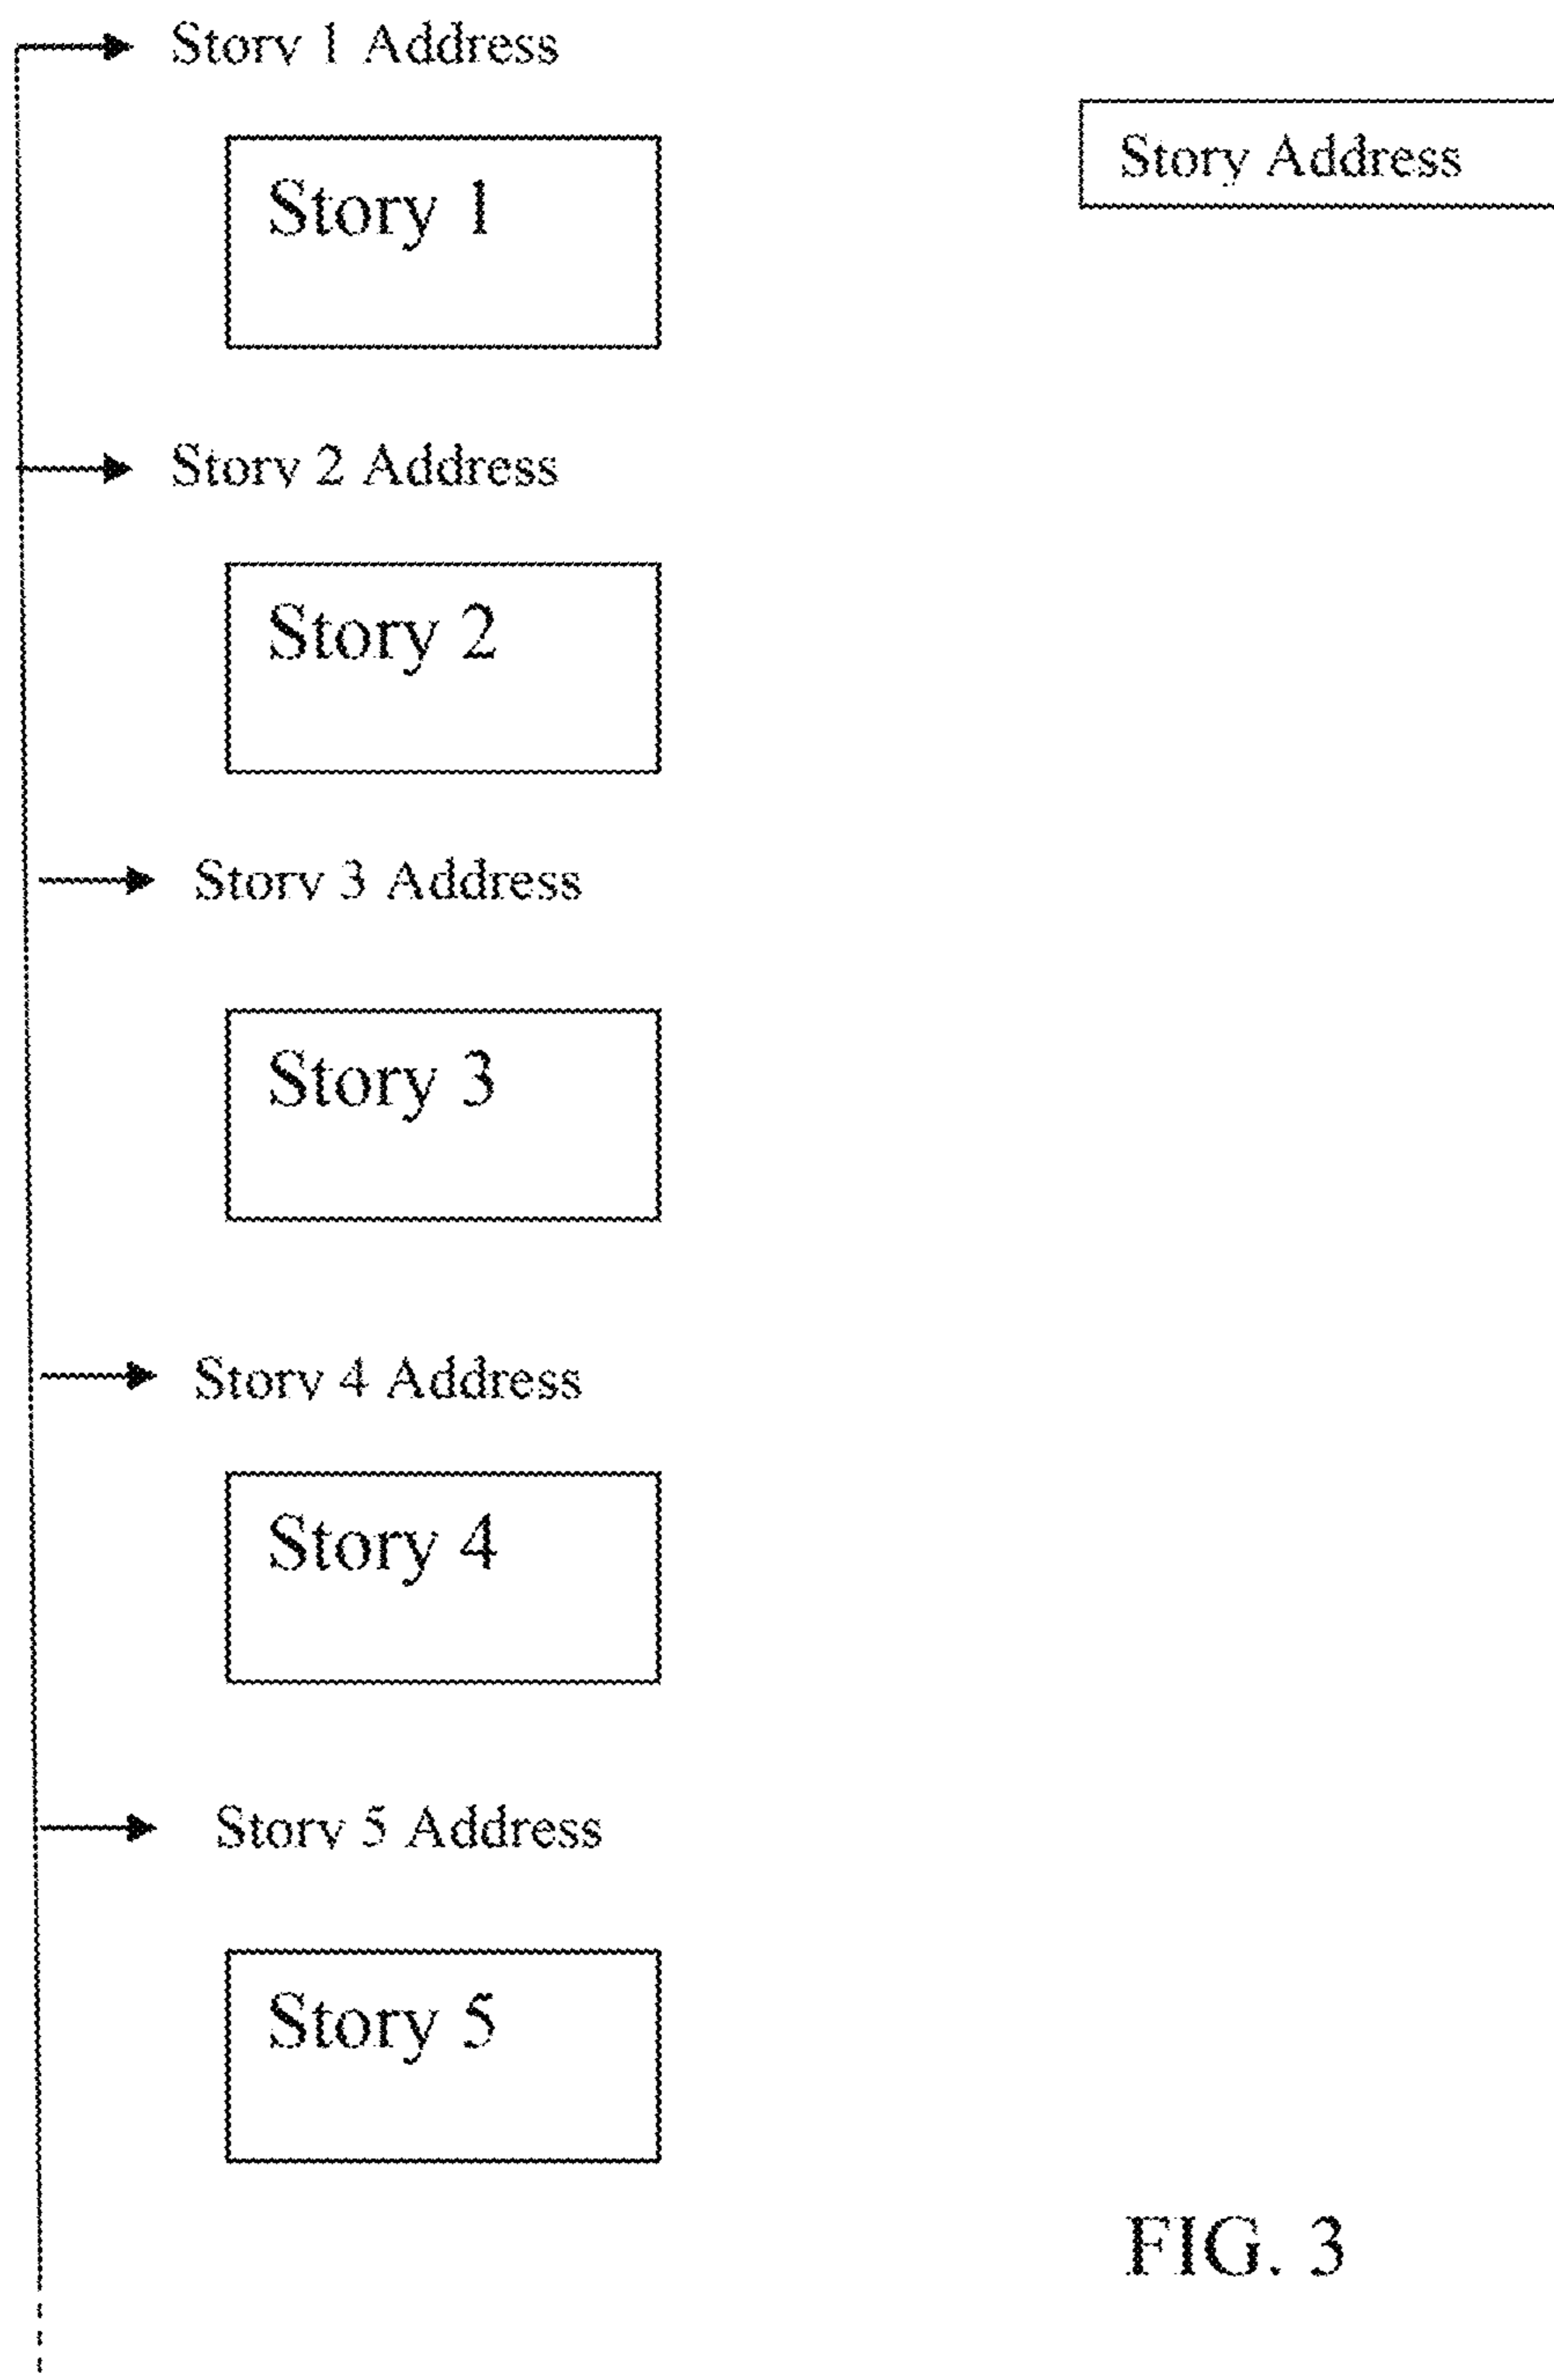 Story 1 Address
Story Address
Story 1
Story 2 Address
Story 2
Story 3 Address
Story 3
Story 4 Address
Story 4
Story 5 Address
Story 5
FIG. 3